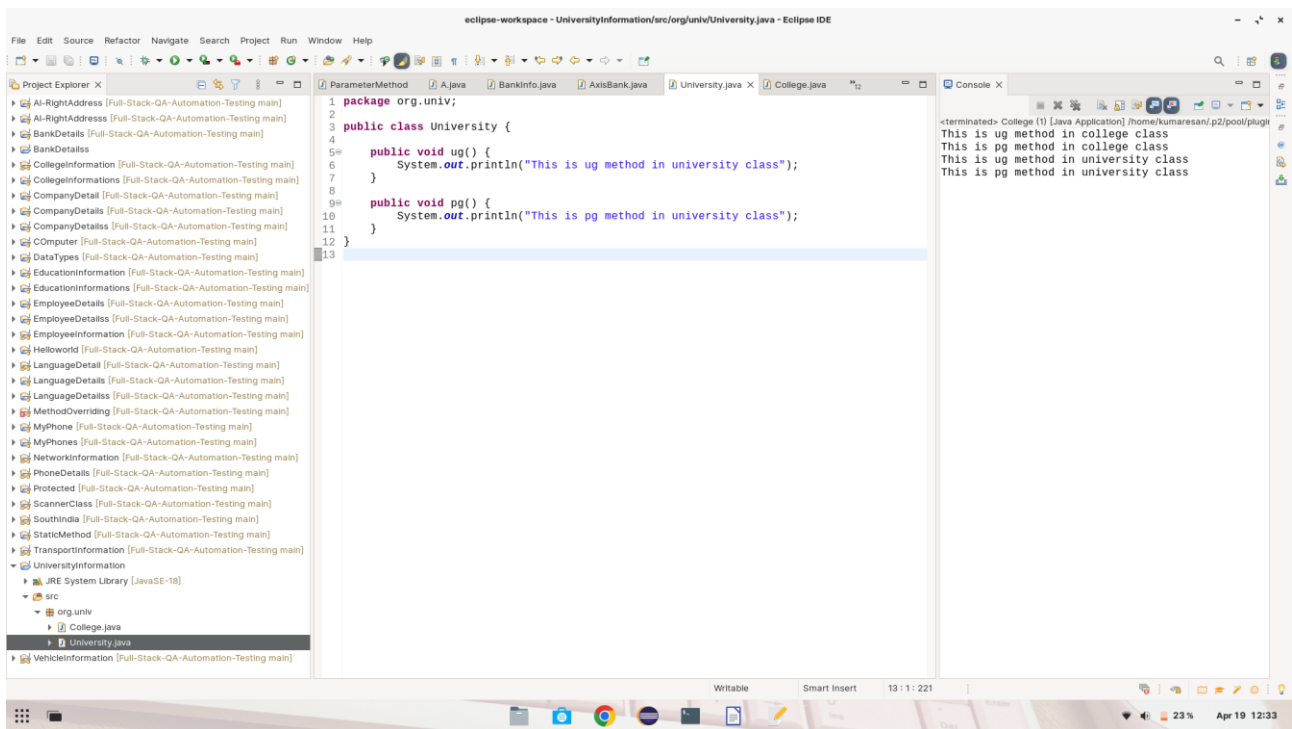 eclipse-workspace - UniversityInformation/src/org/univ/University.java - Eclipse IDE
File Edit Source Refactor Navigate Search Project Run Window Help
Project Explorer
AI-RightAddress [Full-Stack-QA-Automation-Testing main]
AI-RightAddresss [Full-Stack-QA-Automation-Testing main]
BankDetails [Full-Stack-QA-Automation-Testing main]
BankDetailss
CollegeInformation [Full-Stack-QA-Automation-Testing main]
CollegeInformations [Full-Stack-QA-Automation-Testing main]
CompanyDetail [Full-Stack-QA-Automation-Testing main]
CompanyDetails [Full-Stack-QA-Automation-Testing main]
CompanyDetailss [Full-Stack-QA-Automation-Testing main]
COmputer [Full-Stack-QA-Automation-Testing main]
DataTypes [Full-Stack-QA-Automation-Testing main]
EducationInformation [Full-Stack-QA-Automation-Testing main]
EducationInformations [Full-Stack-QA-Automation-Testing main]
EmployeeDetails [Full-Stack-QA-Automation-Testing main]
EmployeeDetailss [Full-Stack-QA-Automation-Testing main]
EmployeeInformation [Full-Stack-QA-Automation-Testing main]
Helloworld [Full-Stack-QA-Automation-Testing main]
LanguageDetail [Full-Stack-QA-Automation-Testing main]
LanguageDetails [Full-Stack-QA-Automation-Testing main]
LanguageDetailss [Full-Stack-QA-Automation-Testing main]
MethodOverriding [Full-Stack-QA-Automation-Testing main]
MyPhone [Full-Stack-QA-Automation-Testing main]
MyPhones [Full-Stack-QA-Automation-Testing main]
NetworkInformation [Full-Stack-QA-Automation-Testing main]
PhoneDetails [Full-Stack-QA-Automation-Testing main]
Protected [Full-Stack-QA-Automation-Testing main]
ScannerClass [Full-Stack-QA-Automation-Testing main]
SouthIndia [Full-Stack-QA-Automation-Testing main]
StaticMethod [Full-Stack-QA-Automation-Testing main]
TransportInformation [Full-Stack-QA-Automation-Testing main]
UniversityInformation
JRE System Library [JavaSE-18]
src
org.univ
College.java
University.java
VehicleInformation [Full-Stack-QA-Automation-Testing main]
ParameterMethod A.java BankInfo.java AxisBank.java University.java College.java 12
1 package org.univ;
2
3 public class University {
4
5 public void ug() {
6 System.out.println("This is ug method in university class");
7 }
8
9 public void pg() {
10 System.out.println("This is pg method in university class");
11 }
12 }
13
Console
<terminated> College (1) [Java Application] /home/kumaresan/.p2/pool/plugin
This is ug method in college class
This is pg method in college class
This is ug method in university class
This is pg method in university class
Writable Smart Insert 13 : 1 : 221
23 % Apr 19 12:33